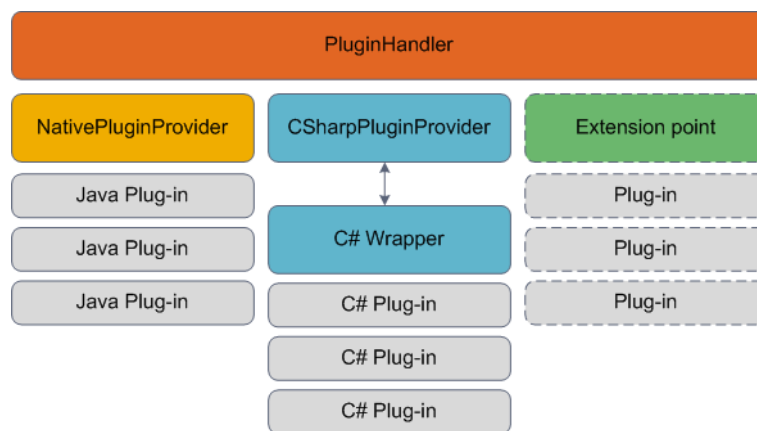 PluginHandler
NativePluginProvider
CSharpPluginProvider
Extension point
Java Plug-in
Java Plug-in
Java Plug-in
C# Wrapper
C# Plug-in
C# Plug-in
C# Plug-in
Plug-in
Plug-in
Plug-in